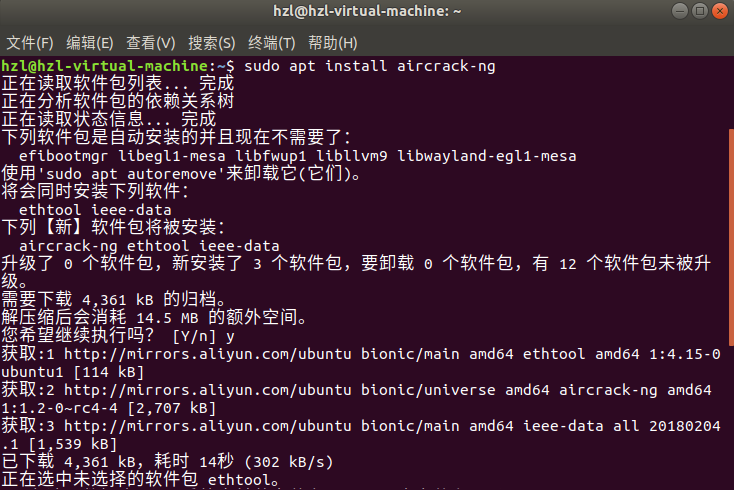 hzl@hzl-virtual-machine: ~
文件(F) 编辑(E) 查看(V) 搜索(S) 终端(T) 帮助(H)
hzl@hzl-virtual-machine:~$ sudo apt install aircrack-ng
正在读取软件包列表... 完成
正在分析软件包的依赖关系树
正在读取状态信息... 完成
下列软件包是自动安装的并且现在不需要了：
  efibootmgr libegl1-mesa libfwup1 libllvm9 libwayland-egl1-mesa
使用'sudo apt autoremove'来卸载它(它们)。
将会同时安装下列软件：
  ethtool ieee-data
下列【新】软件包将被安装：
  aircrack-ng ethtool ieee-data
升级了 0 个软件包，新安装了 3 个软件包，要卸载 0 个软件包，有 12 个软件包未被升
级。
需要下载 4,361 kB 的归档。
解压缩后会消耗 14.5 MB 的额外空间。
您希望继续执行吗？ [Y/n] y
获取:1 http://mirrors.aliyun.com/ubuntu bionic/main amd64 ethtool amd64 1:4.15-0
ubuntu1 [114 kB]
获取:2 http://mirrors.aliyun.com/ubuntu bionic/universe amd64 aircrack-ng amd64
1:1.2-0~rc4-4 [2,707 kB]
获取:3 http://mirrors.aliyun.com/ubuntu bionic/main amd64 ieee-data all 20180204
.1 [1,539 kB]
已下载 4,361 kB，耗时 14秒 (302 kB/s)
正在选中未选择的软件包 ethtool。